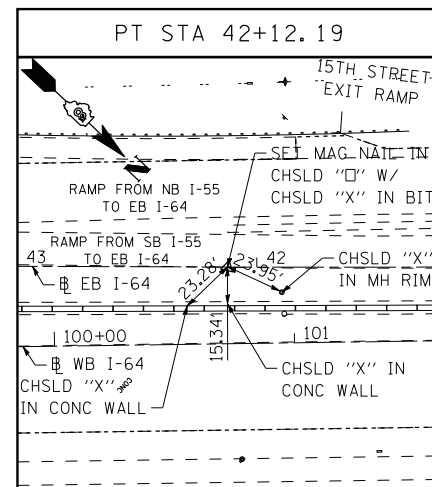 PT STA 42+12.19
15TH STREET
EXIT RAMP
N
SET MAG NAIL IN
CHSLD "□" W/
CHSLD "X" IN BIT
RAMP FROM NB I-55
TO EB I-64
RAMP FROM SB I-55
TO EB I-64
43
42
23.28'
23.95'
CHSLD "X"
IN MH RIM
℄ EB I-64
15.34'
100+00
101
℄ WB I-64
CHSLD "X"
IN CONC WALL
CONC
CHSLD "X" IN
CONC WALL